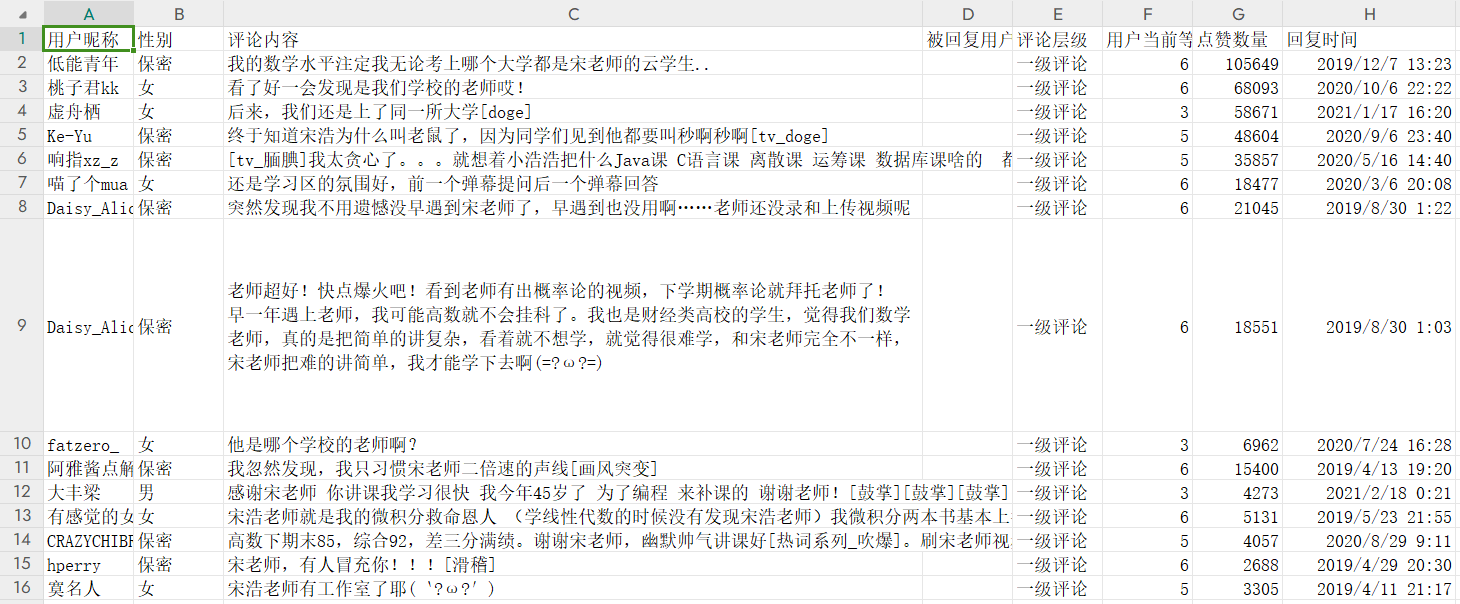 A B C D E F G H
1 用户昵称 性别 评论内容 被回复用户 评论层级 用户当前等 点赞数量 回复时间
2 低能青年 保密 我的数学水平注定我无论考上哪个大学都是宋老师的云学生.. 一级评论 6 105649 2019/12/7 13:23
3 桃子君kk 女 看了好一会发现是我们学校的老师哎! 一级评论 6 68093 2020/10/6 22:22
4 虚舟栖 女 后来，我们还是上了同一所大学[doge] 一级评论 3 58671 2021/1/17 16:20
5 Ke-Yu 保密 终于知道宋浩为什么叫老鼠了，因为同学们见到他都要叫秒啊秒啊[tv_doge] 一级评论 5 48604 2020/9/6 23:40
6 响指xz_z 保密 [tv_腼腆]我太贪心了。。。就想着小浩浩把什么Java课 C语言课 离散课 运筹课 数据库课啥的 一级评论 5 35857 2020/5/16 14:40
7 喵了个mua 女 还是学习区的氛围好，前一个弹幕提问后一个弹幕回答 一级评论 6 18477 2020/3/6 20:08
8 Daisy_Alic 保密 突然发现我不用遗憾没早遇到宋老师了，早遇到也没用啊……老师还没录和上传视频呢 一级评论 6 21045 2019/8/30 1:22
老师超好！快点爆火吧！看到老师有出概率论的视频，下学期概率论就拜托老师了！
早一年遇上老师，我可能高数就不会挂科了。我也是财经类高校的学生，觉得我们数学
9 Daisy_Alic 保密 老师，真的是把简单的讲复杂，看着就不想学，就觉得很难学，和宋老师完全不一样， 一级评论 6 18551 2019/8/30 1:03
宋老师把难的讲简单，我才能学下去啊(=?ω?=)
10 fatzero_ 女 他是哪个学校的老师啊? 一级评论 3 6962 2020/7/24 16:28
11 阿雅酱点解 保密 我忽然发现，我只习惯宋老师二倍速的声线[画风突变] 一级评论 6 15400 2019/4/13 19:20
12 大丰梁 男 感谢宋老师 你讲课我学习很快 我今年45岁了 为了编程 来补课的 谢谢老师！[鼓掌][鼓掌][鼓掌] 一级评论 3 4273 2021/2/18 0:21
13 有感觉的女 女 宋浩老师就是我的微积分救命恩人 （学线性代数的时候没有发现宋浩老师）我微积分两本书基本上 一级评论 6 5131 2019/5/23 21:55
14 CRAZYCHIBE 保密 高数下期末85，综合92，差三分满绩。谢谢宋老师，幽默帅气讲课好[热词系列_吹爆]。刷宋老师视 一级评论 5 4057 2020/8/29 9:11
15 hperry 保密 宋老师，有人冒充你！！！[滑稽] 一级评论 6 2688 2019/4/29 20:30
16 寞名人 女 宋浩老师有工作室了耶(‵?ω?′) 一级评论 5 3305 2019/4/11 21:17